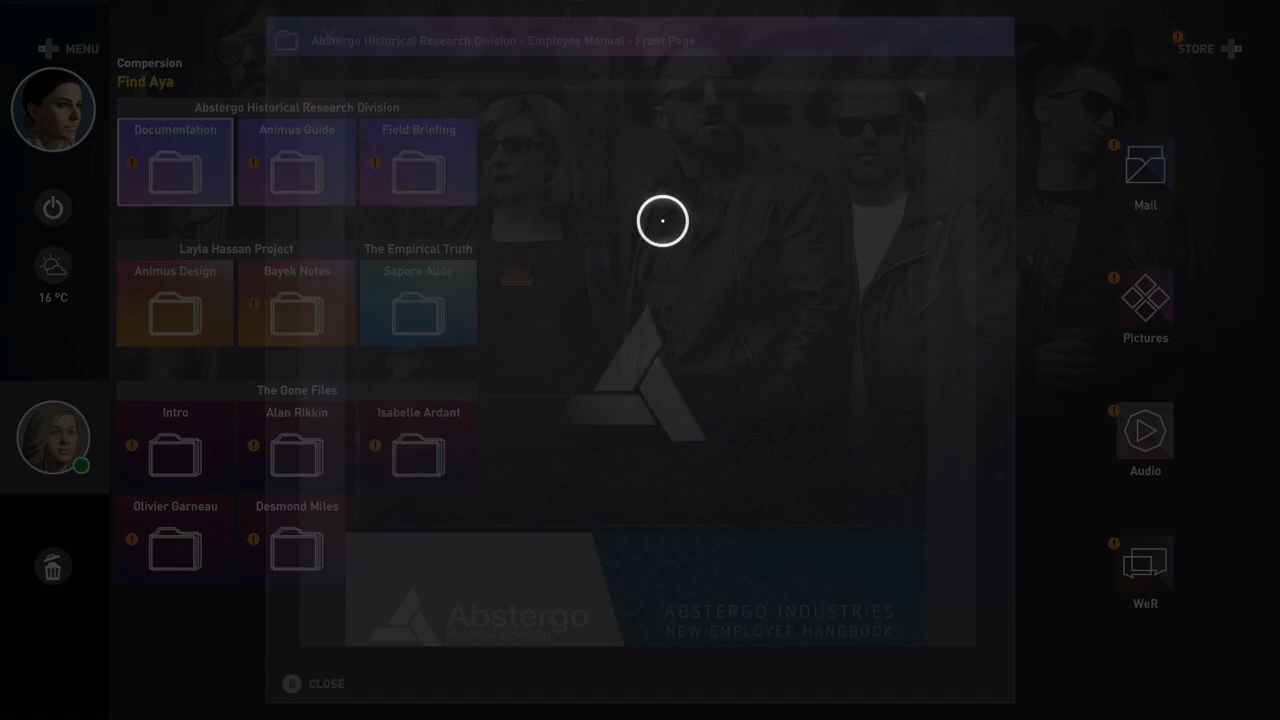 MENU
STORE
Abstergo Historical Research Division - Employee Manual - Front Page
Compersion
Find Aya
Abstergo Historical Research Division
Documentation
Animus Guide
Field Briefing
Layla Hassan Project
The Empirical Truth
Animus Design
Bayek Notes
Sapere Aude
16 °C
The Gone Files
Intro
Alan Rikkin
Isabelle Ardant
Olivier Garneau
Desmond Miles
Mail
Pictures
Audio
WeR
Abstergo
Historical Research
ABSTERGO INDUSTRIES
NEW EMPLOYEE HANDBOOK
B CLOSE